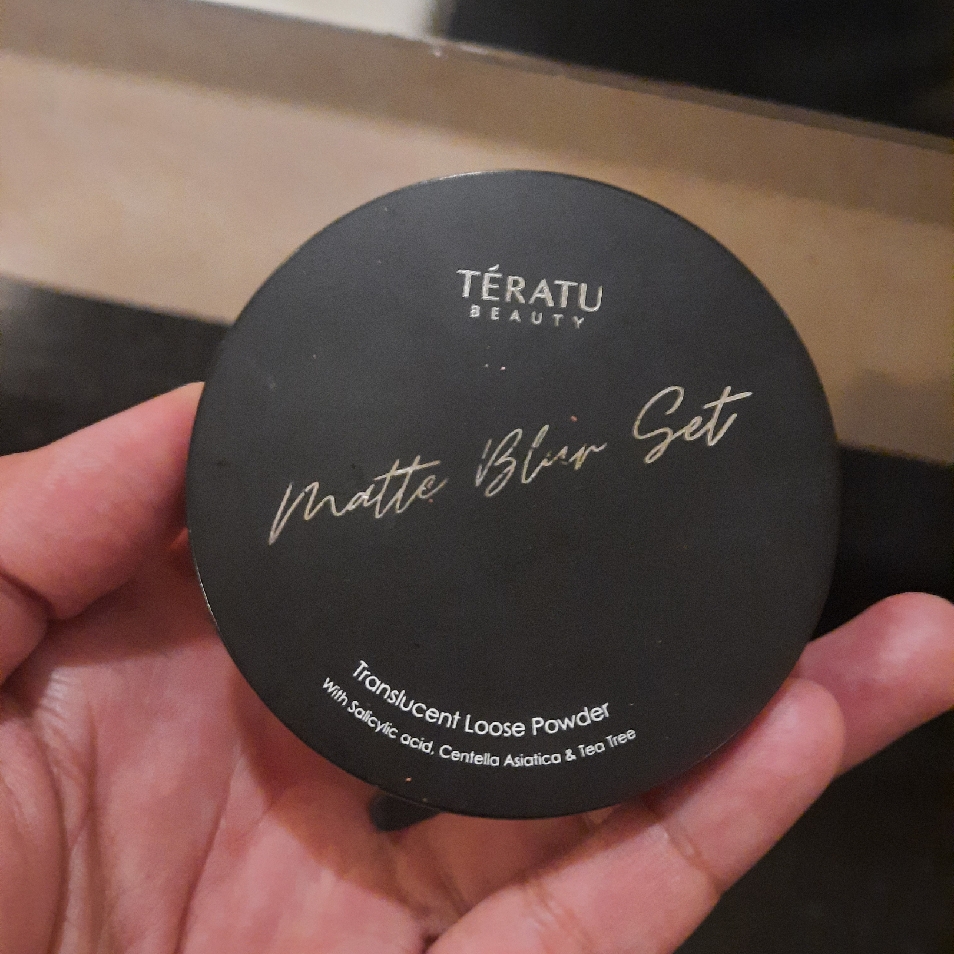 TÉRATU
BEAUTY
Matte Blur Set
Translucent Loose Powder
With Salicylic acid, Centella Asiatica & Tea Tree